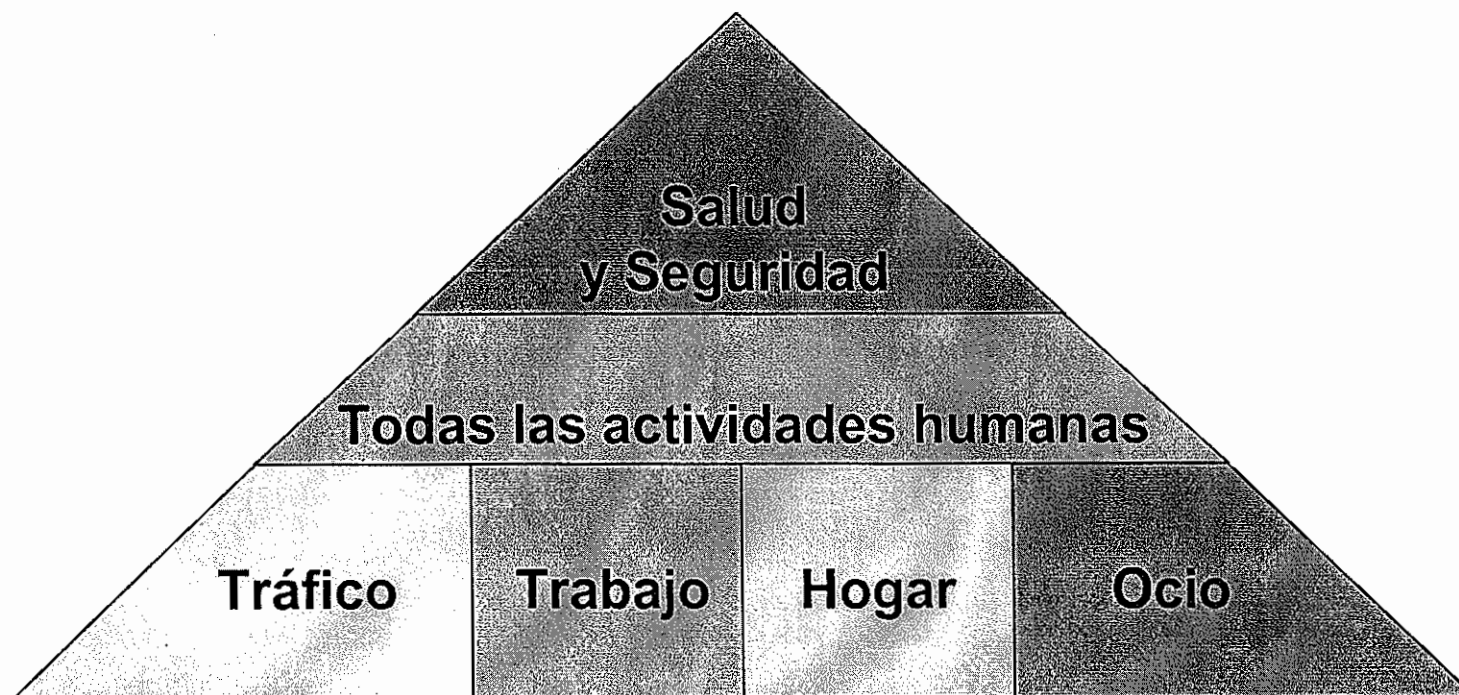 Salud
y Seguridad
Todas las actividades humanas
Tráfico Trabajo Hogar Ocio